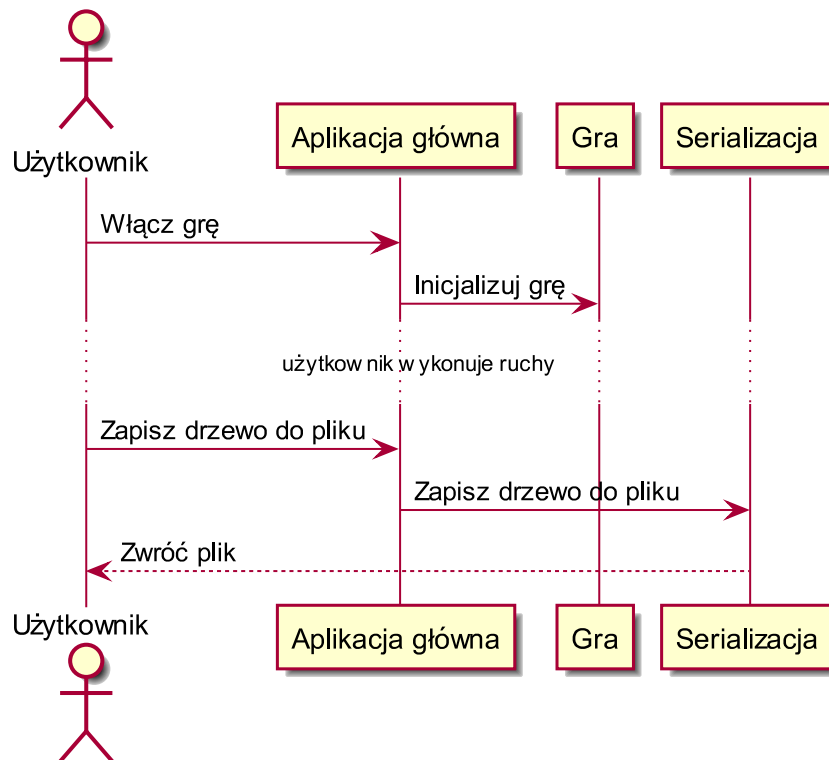 Użytkownik
Aplikacja główna
Gra
Serializacja
Włącz grę
Inicjalizuj grę
użytkow nik w ykonuje ruchy
Zapisz drzewo do pliku
Zapisz drzewo do pliku
Zwróć plik
Użytkownik
Aplikacja główna
Gra
Serializacja